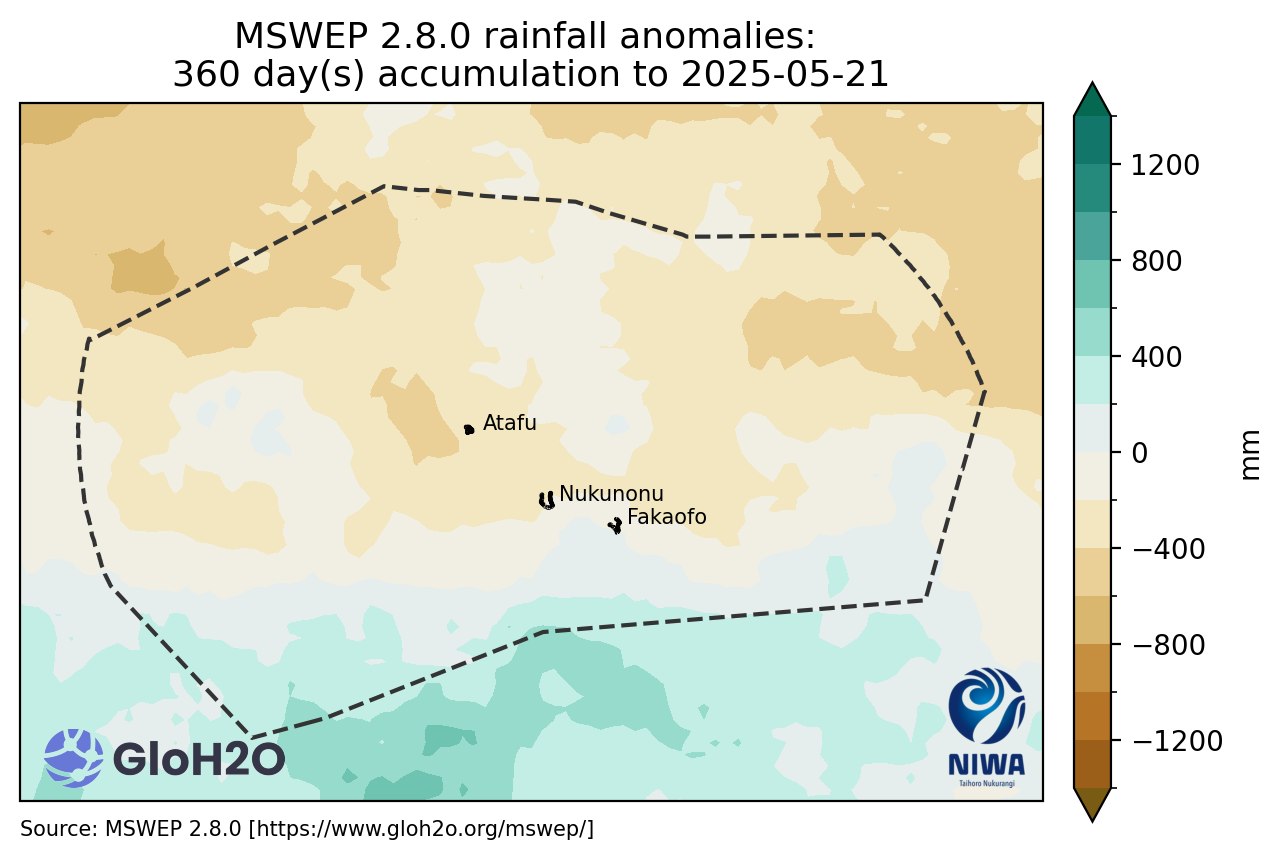 MSWEP 2.8.0 rainfall anomalies:
360 day(s) accumulation to 2025-05-21
1200
800
400
0
−400
−800
−1200
mm
Atafu
Nukunonu
Fakaofo
GloH2O
NIWA
Taihoro Nukurangi
Source: MSWEP 2.8.0 [https://www.gloh2o.org/mswep/]